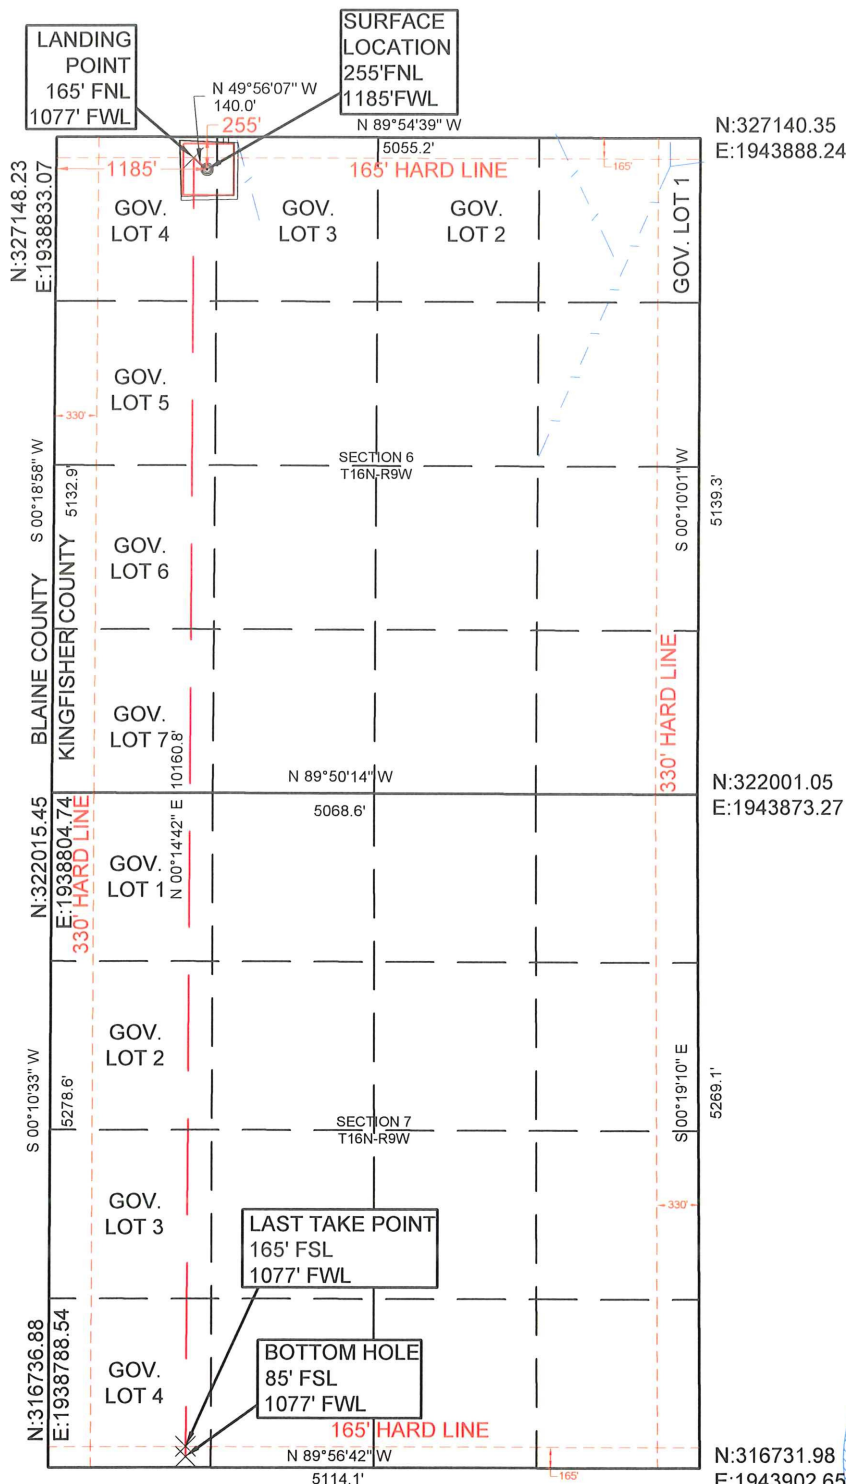 LANDING
POINT
165' FNL
1077' FWL
SURFACE
LOCATION
255'FNL
1185'FWL
N 49°56'07" W
140.0'
255'
N 89°54'39" W
5055.2'
N:327140.35
E:1943888.24
N:327148.23
E:1938833.07
1185'
165' HARD LINE
165'
GOV.
LOT 4
GOV.
LOT 3
GOV.
LOT 2
GOV. LOT 1
GOV.
LOT 5
330'
SECTION 6
T16N-R9W
S 00°18'58" W
5132.9'
S 00°10'01" W
5139.3'
GOV.
LOT 6
BLAINE COUNTY
KINGFISHER COUNTY
330' HARD LINE
GOV.
LOT 7
N 00°14'42" E 10160.8'
N 89°50'14" W
5068.6'
N:322001.05
E:1943873.27
N:322015.45
E:1938804.74
330' HARD LINE
GOV.
LOT 1
GOV.
LOT 2
S 00°10'33" W
5278.6'
S 00°19'10" E
5269.1'
SECTION 7
T16N-R9W
GOV.
LOT 3
330'
LAST TAKE POINT
165' FSL
1077' FWL
BOTTOM HOLE
85' FSL
1077' FWL
N:316736.88
E:1938788.54
GOV.
LOT 4
165' HARD LINE
N 89°56'42" W
5114.1'
165'
N:316731.98
E:1943902.65